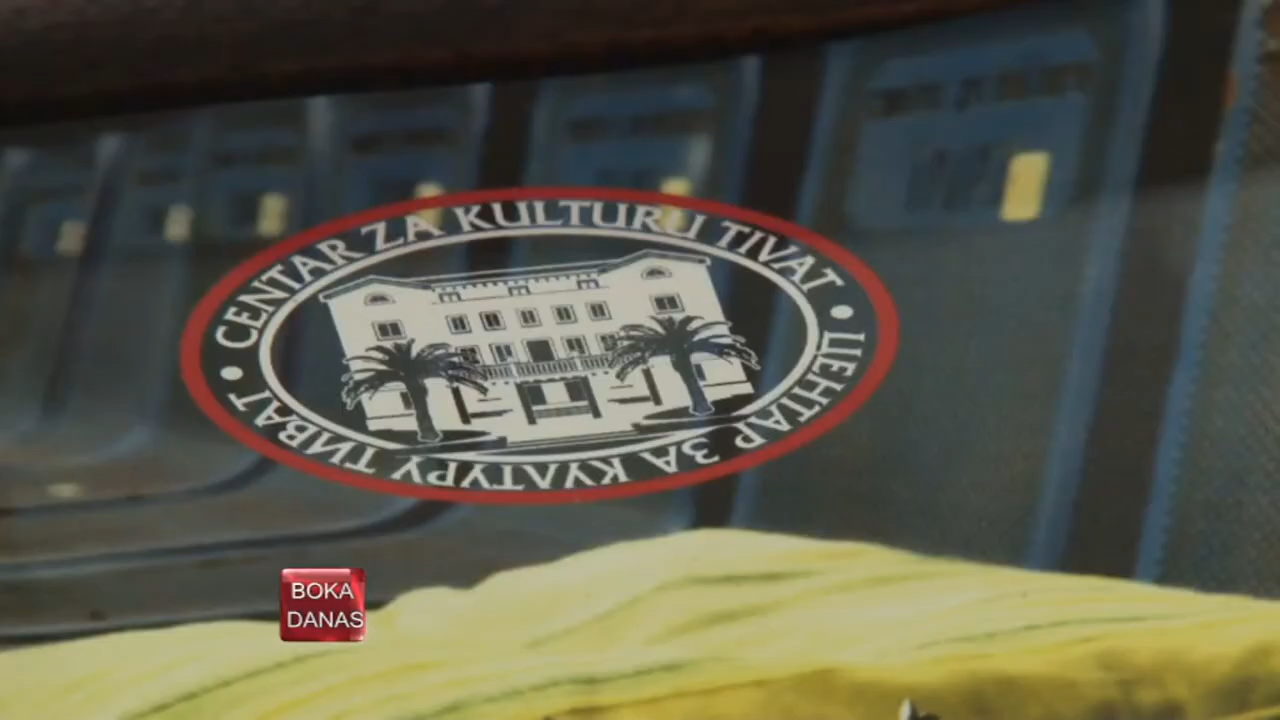 CENTAR ZA KULTURU TIVAT
ЦЕНТАР ЗА КУЛТУРУ ТИВАТ
BOKA
DANAS